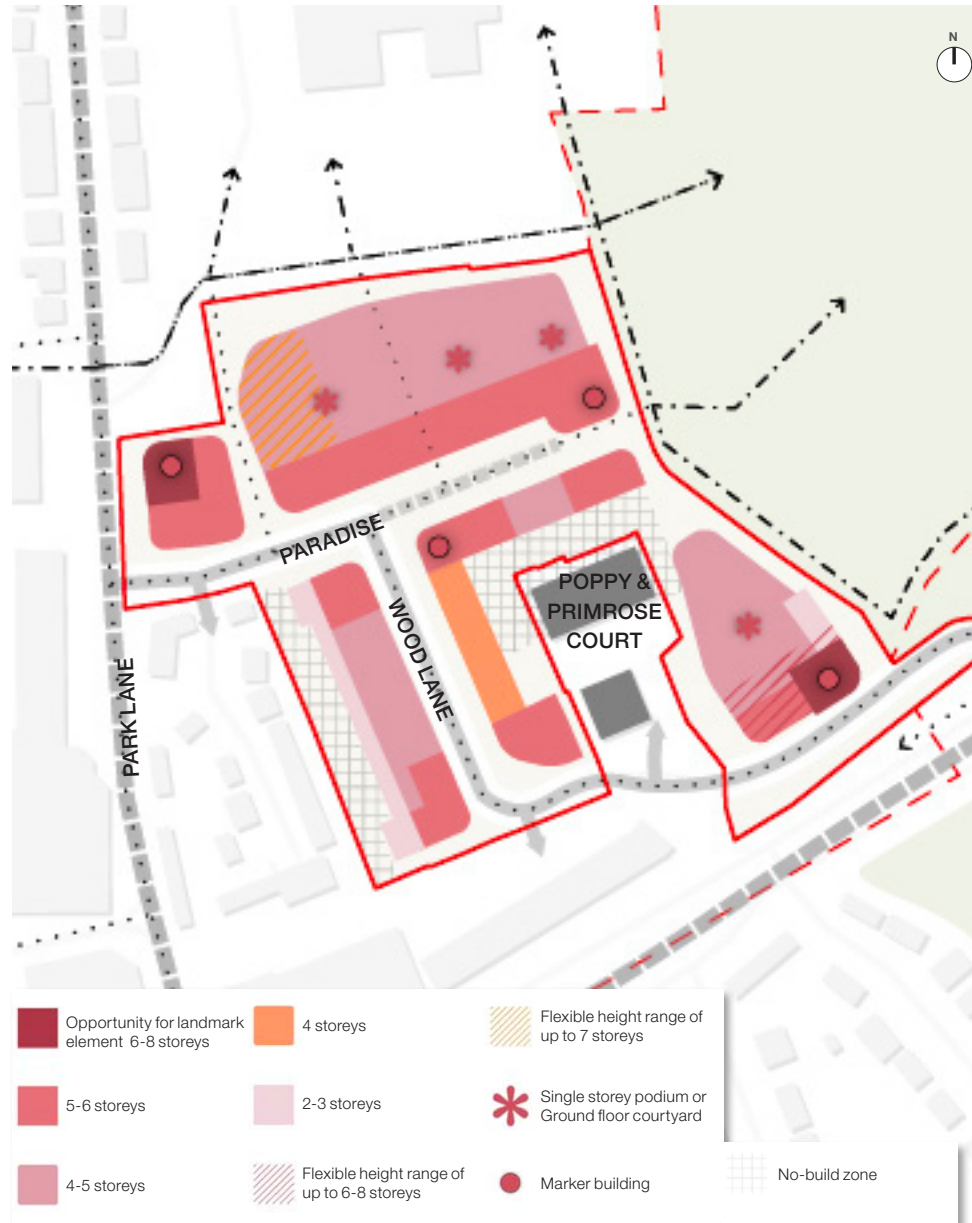 N
PARADISE
POPPY &
PRIMROSE
COURT
WOOD LANE
PARK LANE
Opportunity for landmark
element 6-8 storeys
4 storeys
Flexible height range of
up to 7 storeys
5-6 storeys
2-3 storeys
Single storey podium or
Ground floor courtyard
4-5 storeys
Flexible height range of
up to 6-8 storeys
Marker building
No-build zone